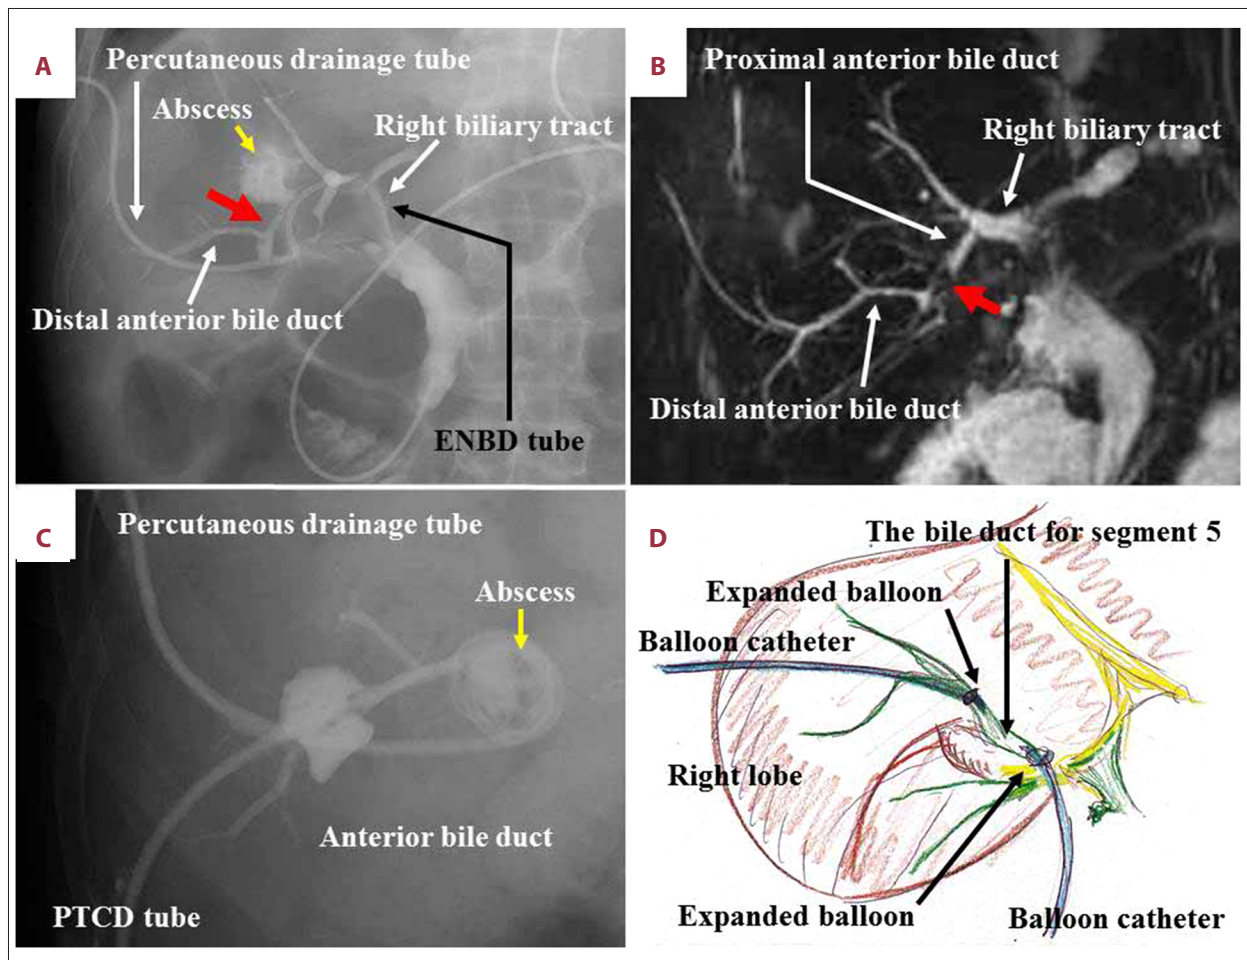 A
Percutaneous drainage tube
Abscess
Right biliary tract
Distal anterior bile duct
ENBD tube
B
Proximal anterior bile duct
Right biliary tract
Distal anterior bile duct
C
Percutaneous drainage tube
Abscess
Anterior bile duct
PTCD tube
D
The bile duct for segment 5
Expanded balloon
Balloon catheter
Right lobe
Expanded balloon
Balloon catheter